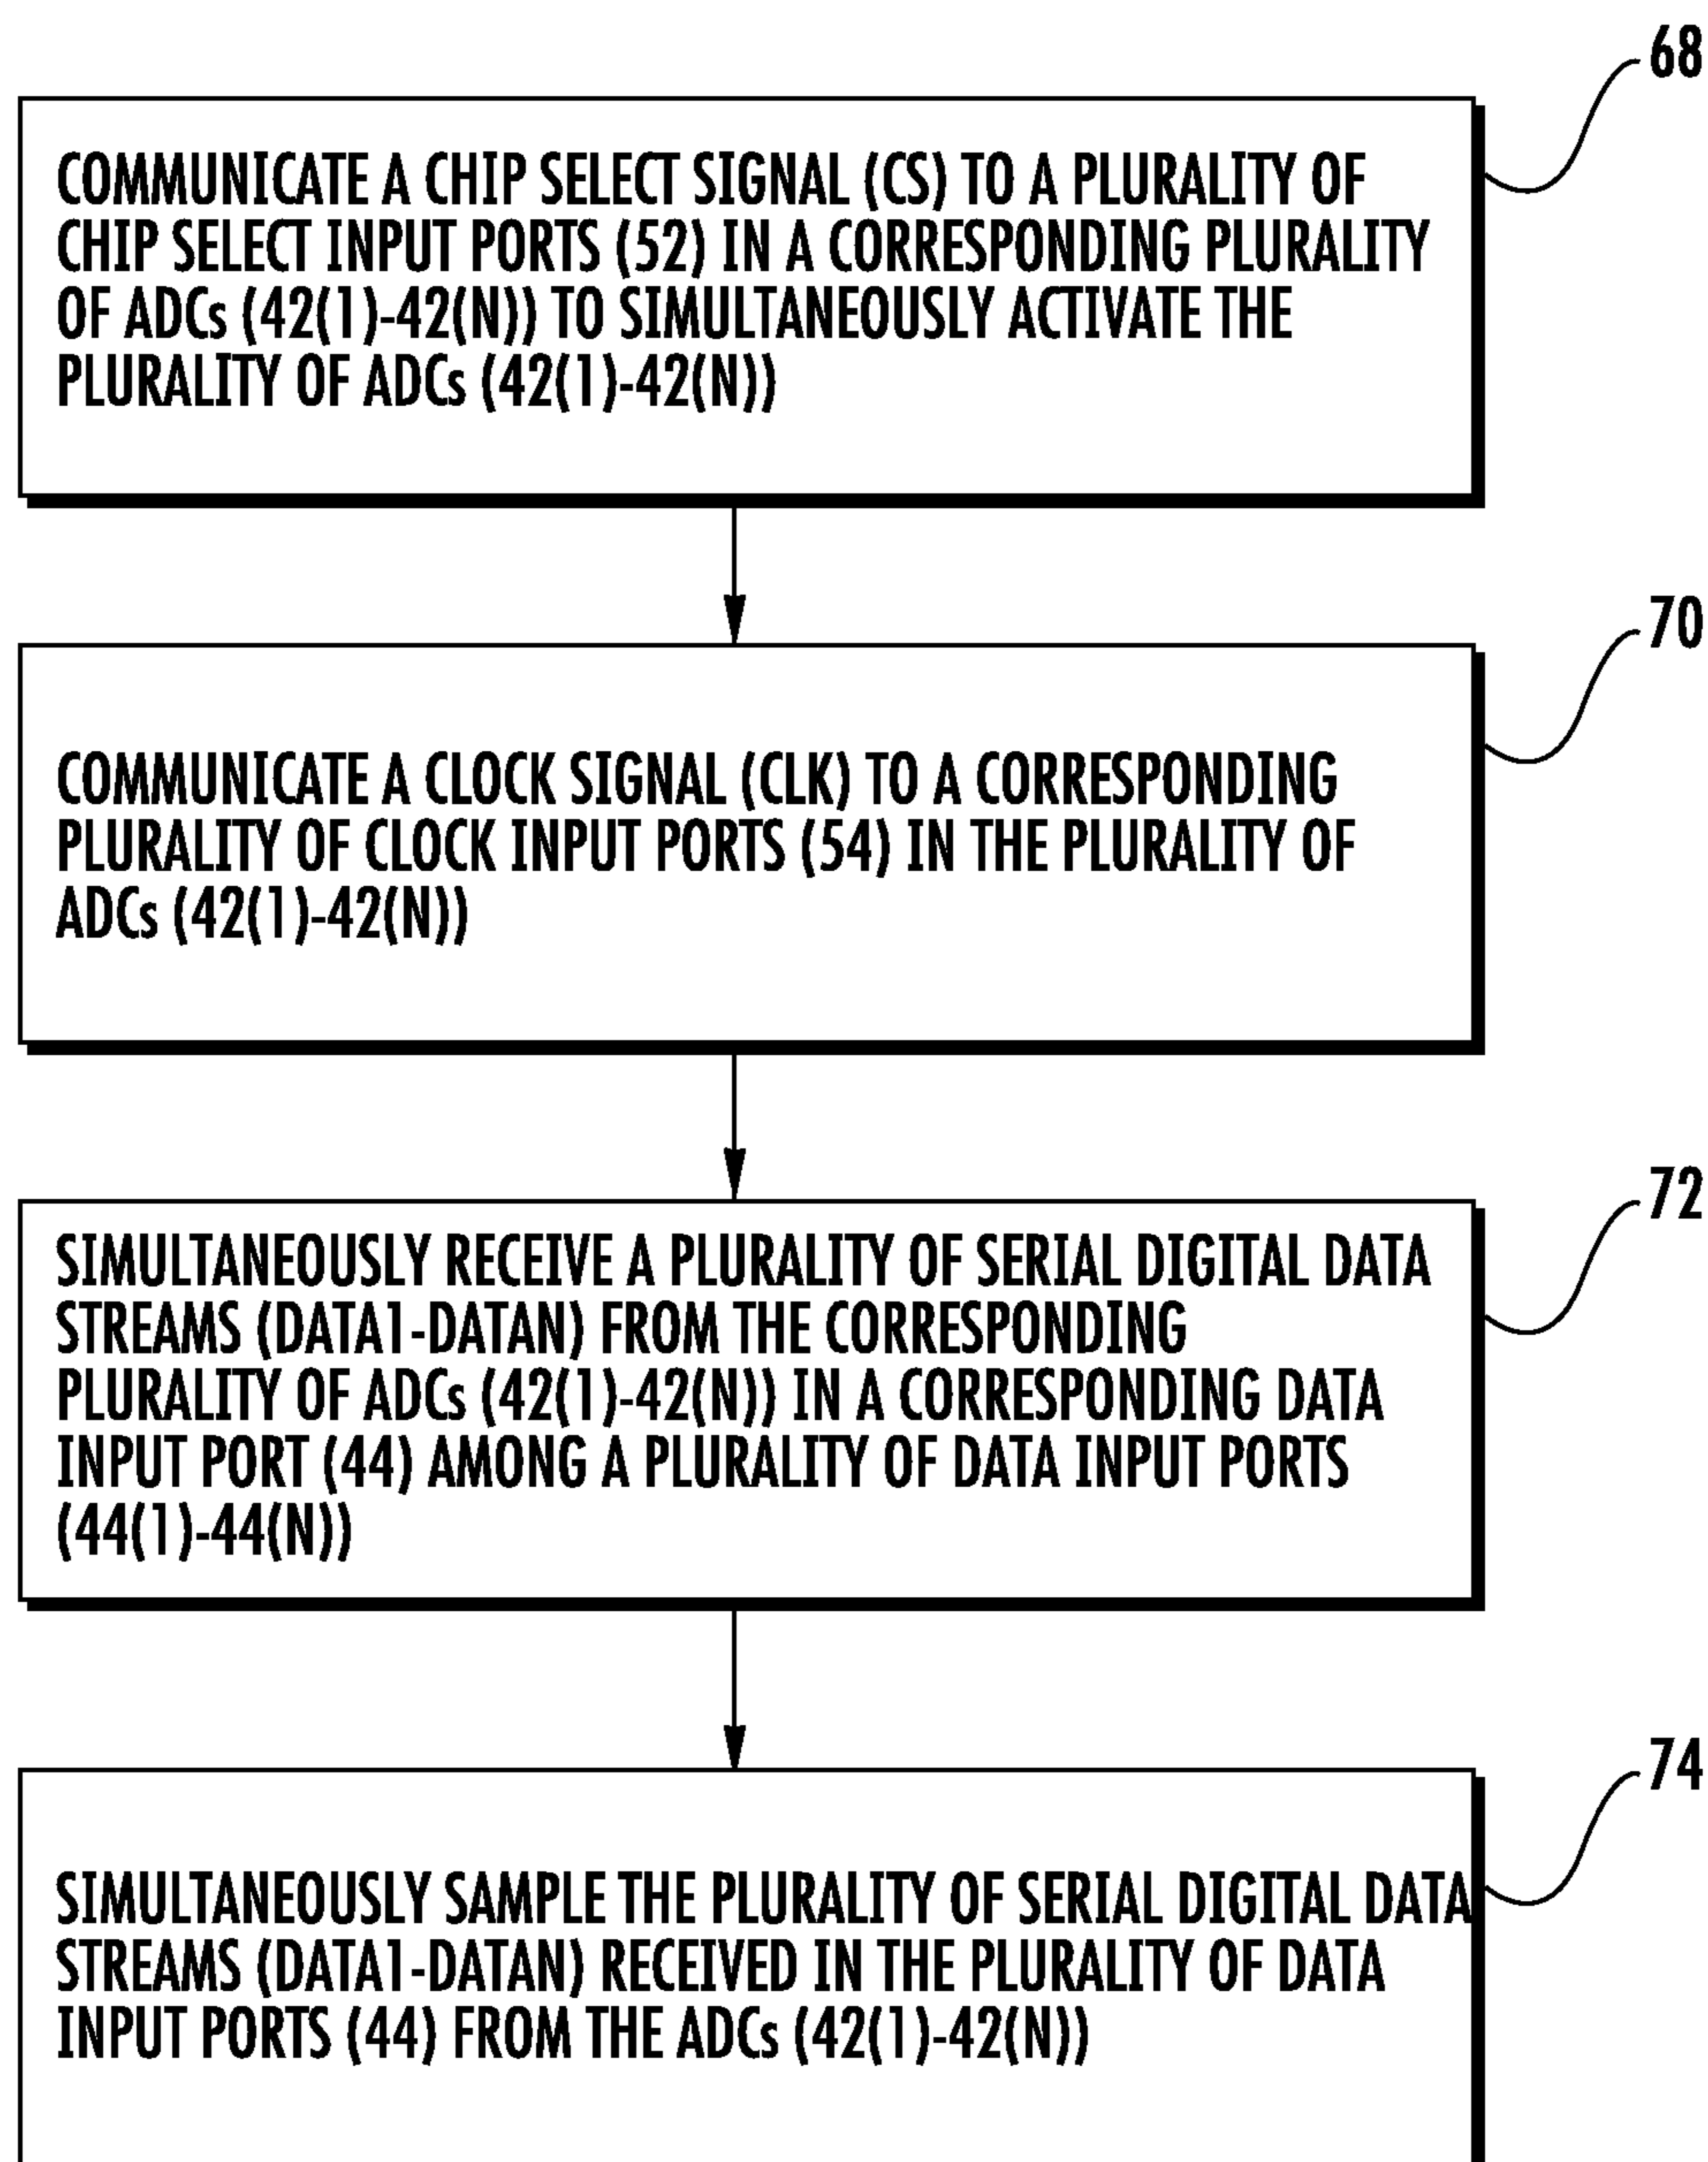 68
COMMUNICATE A CHIP SELECT SIGNAL (CS) TO A PLURALITY OF
CHIP SELECT INPUT PORTS (52) IN A CORRESPONDING PLURALITY
OF ADCs (42(1)-42(N)) TO SIMULTANEOUSLY ACTIVATE THE
PLURALITY OF ADCs (42(1)-42(N))
70
COMMUNICATE A CLOCK SIGNAL (CLK) TO A CORRESPONDING
PLURALITY OF CLOCK INPUT PORTS (54) IN THE PLURALITY OF
ADCs (42(1)-42(N))
72
SIMULTANEOUSLY RECEIVE A PLURALITY OF SERIAL DIGITAL DATA
STREAMS (DATA1-DATAN) FROM THE CORRESPONDING
PLURALITY OF ADCs (42(1)-42(N)) IN A CORRESPONDING DATA
INPUT PORT (44) AMONG A PLURALITY OF DATA INPUT PORTS
(44(1)-44(N))
74
SIMULTANEOUSLY SAMPLE THE PLURALITY OF SERIAL DIGITAL DATA
STREAMS (DATA1-DATAN) RECEIVED IN THE PLURALITY OF DATA
INPUT PORTS (44) FROM THE ADCs (42(1)-42(N))